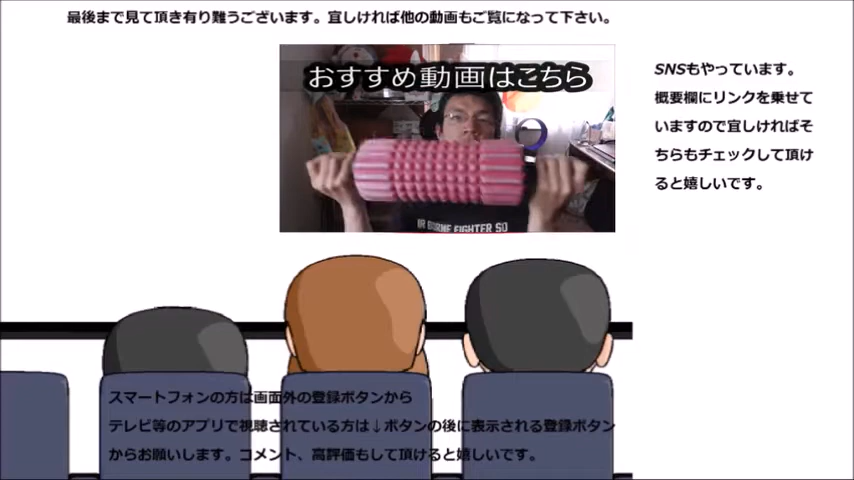 最後まで見て頂き有り難うございます。宜しければ他の動画もご覧になって下さい。
おすすめ動画はこちら
SNSもやっています。
概要欄にリンクを乗せて
いますので宜しければそ
ちらもチェックして頂け
ると嬉しいです。
FIGHTER SO
スマートフォンの方は画面外の登録ボタンから
テレビ等のアプリで視聴されている方は↓ボタンの後に表示される登録ボタン
からお願いします。コメント、高評価もして頂けると嬉しいです。